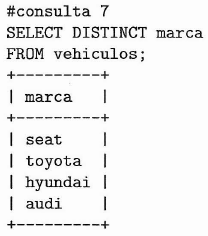 #consulta 7
SELECT DISTINCT marca
FROM vehiculos;
+---------+
| marca   |
+---------+
| seat    |
| toyota  |
| hyundai |
| audi    |
+---------+